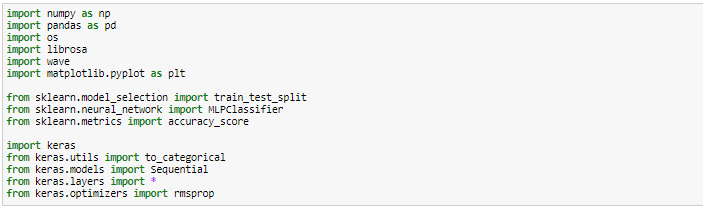 import numpy as np
import pandas as pd
import os
import librosa
import wave
import matplotlib.pyplot as plt
from sklearn.model_selection import train_test_split
from sklearn.neural_network import MLPClassifier
from sklearn.metrics import accuracy_score
import keras
from keras.utils import to_categorical
from keras.models import Sequential
from keras.layers import *
from keras.optimizers import rmsprop